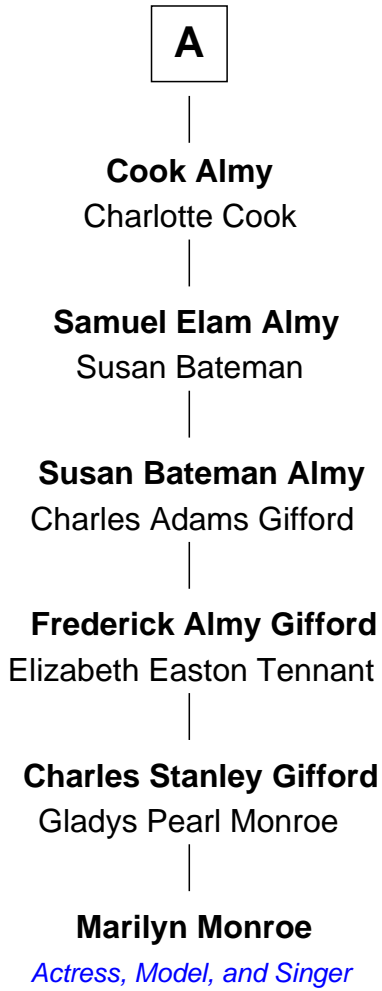 A
Cook Almy
Charlotte Cook
Samuel Elam Almy
Susan Bateman
Susan Bateman Almy
Charles Adams Gifford
Frederick Almy Gifford
Elizabeth Easton Tennant
Charles Stanley Gifford
Gladys Pearl Monroe
Marilyn Monroe
Actress, Model, and Singer